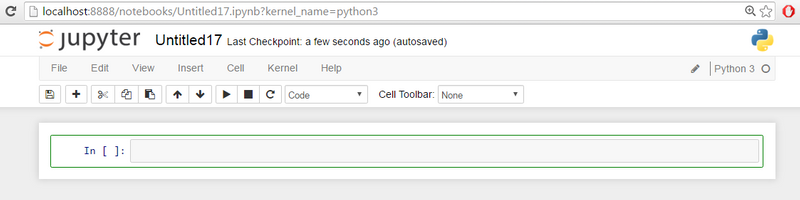 localhost:8888/notebooks/Untitled17.ipynb?kernel_name=python3
jupyter Untitled17 Last Checkpoint: a few seconds ago (autosaved)
File Edit View Insert Cell Kernel Help Python 3
Code Cell Toolbar: None
In [ ]: